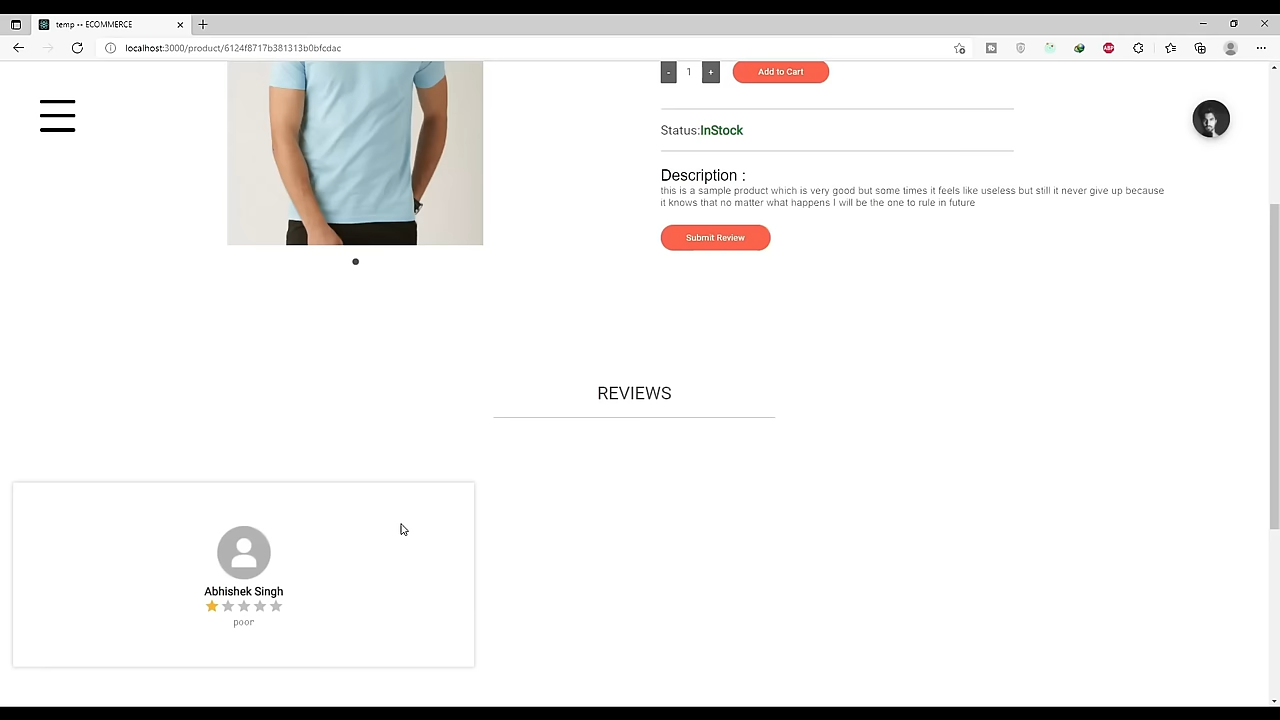 temp -- ECOMMERCE
localhost:3000/product/6124f8717b381313b0bfcdac
ABP
- 1 + Add to Cart
Status:InStock
Description :
this is a sample product which is very good but some times it feels like useless but still it never give up because
it knows that no matter what happens I will be the one to rule in future
Submit Review
REVIEWS
Abhishek Singh
poor